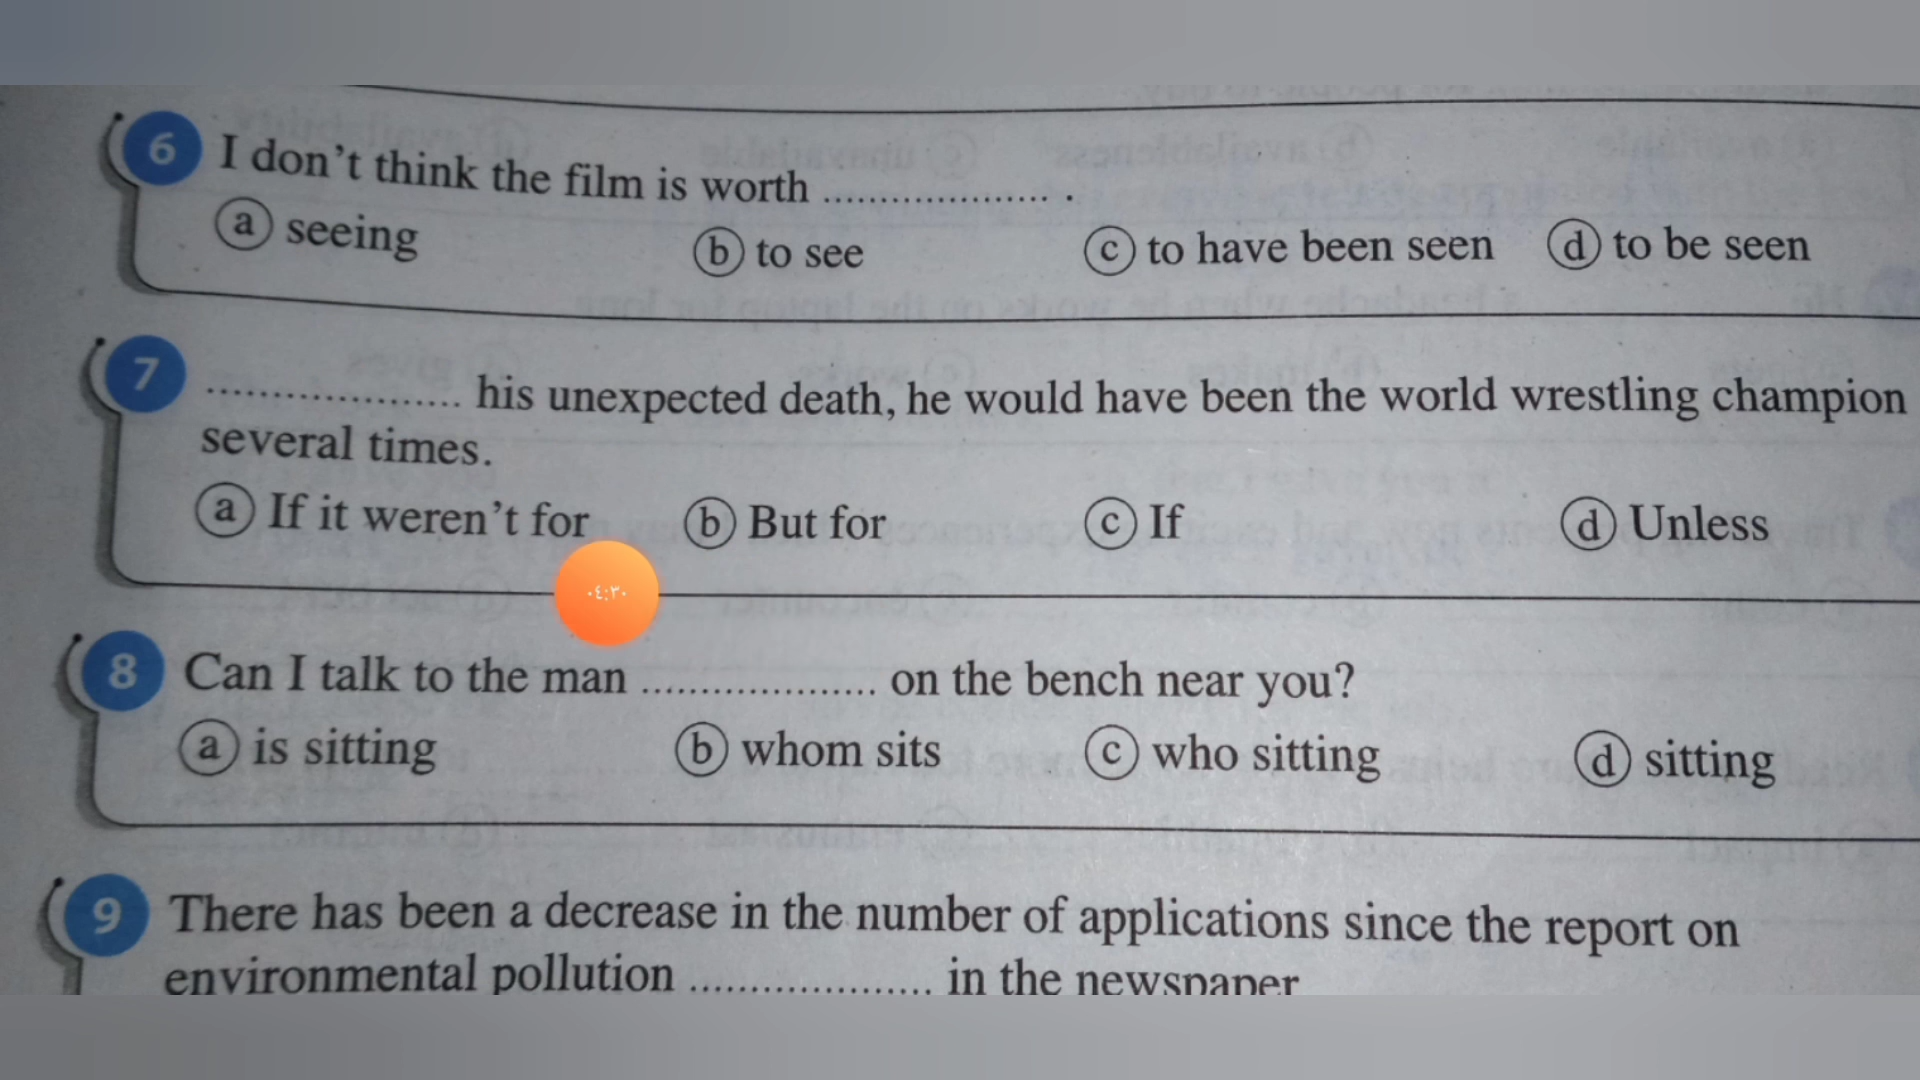 6 I don't think the film is worth .................... .
ⓐ seeing ⓑ to see ⓒ to have been seen ⓓ to be seen
7 .................... his unexpected death, he would have been the world wrestling champion
several times.
ⓐ If it weren't for ⓑ But for ⓒ If ⓓ Unless
٠٤:٣٠
8 Can I talk to the man .................... on the bench near you?
ⓐ is sitting ⓑ whom sits ⓒ who sitting ⓓ sitting
9 There has been a decrease in the number of applications since the report on
environmental pollution .................... in the newspaper